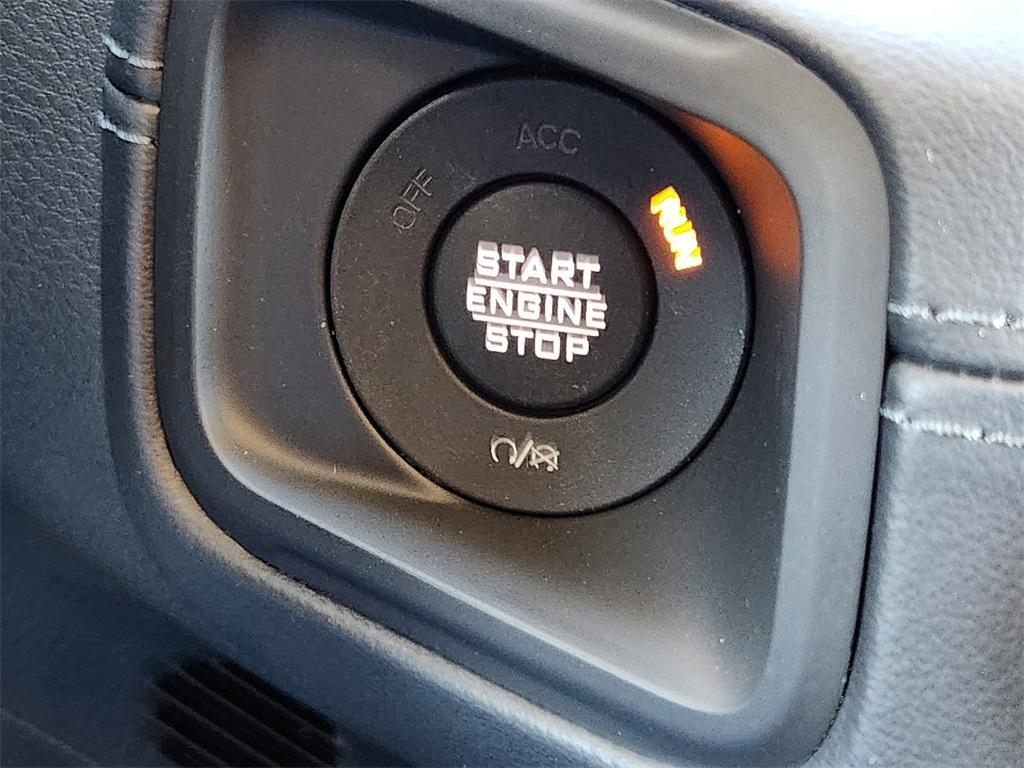 ACC
OFF
RUN
START
ENGINE
STOP